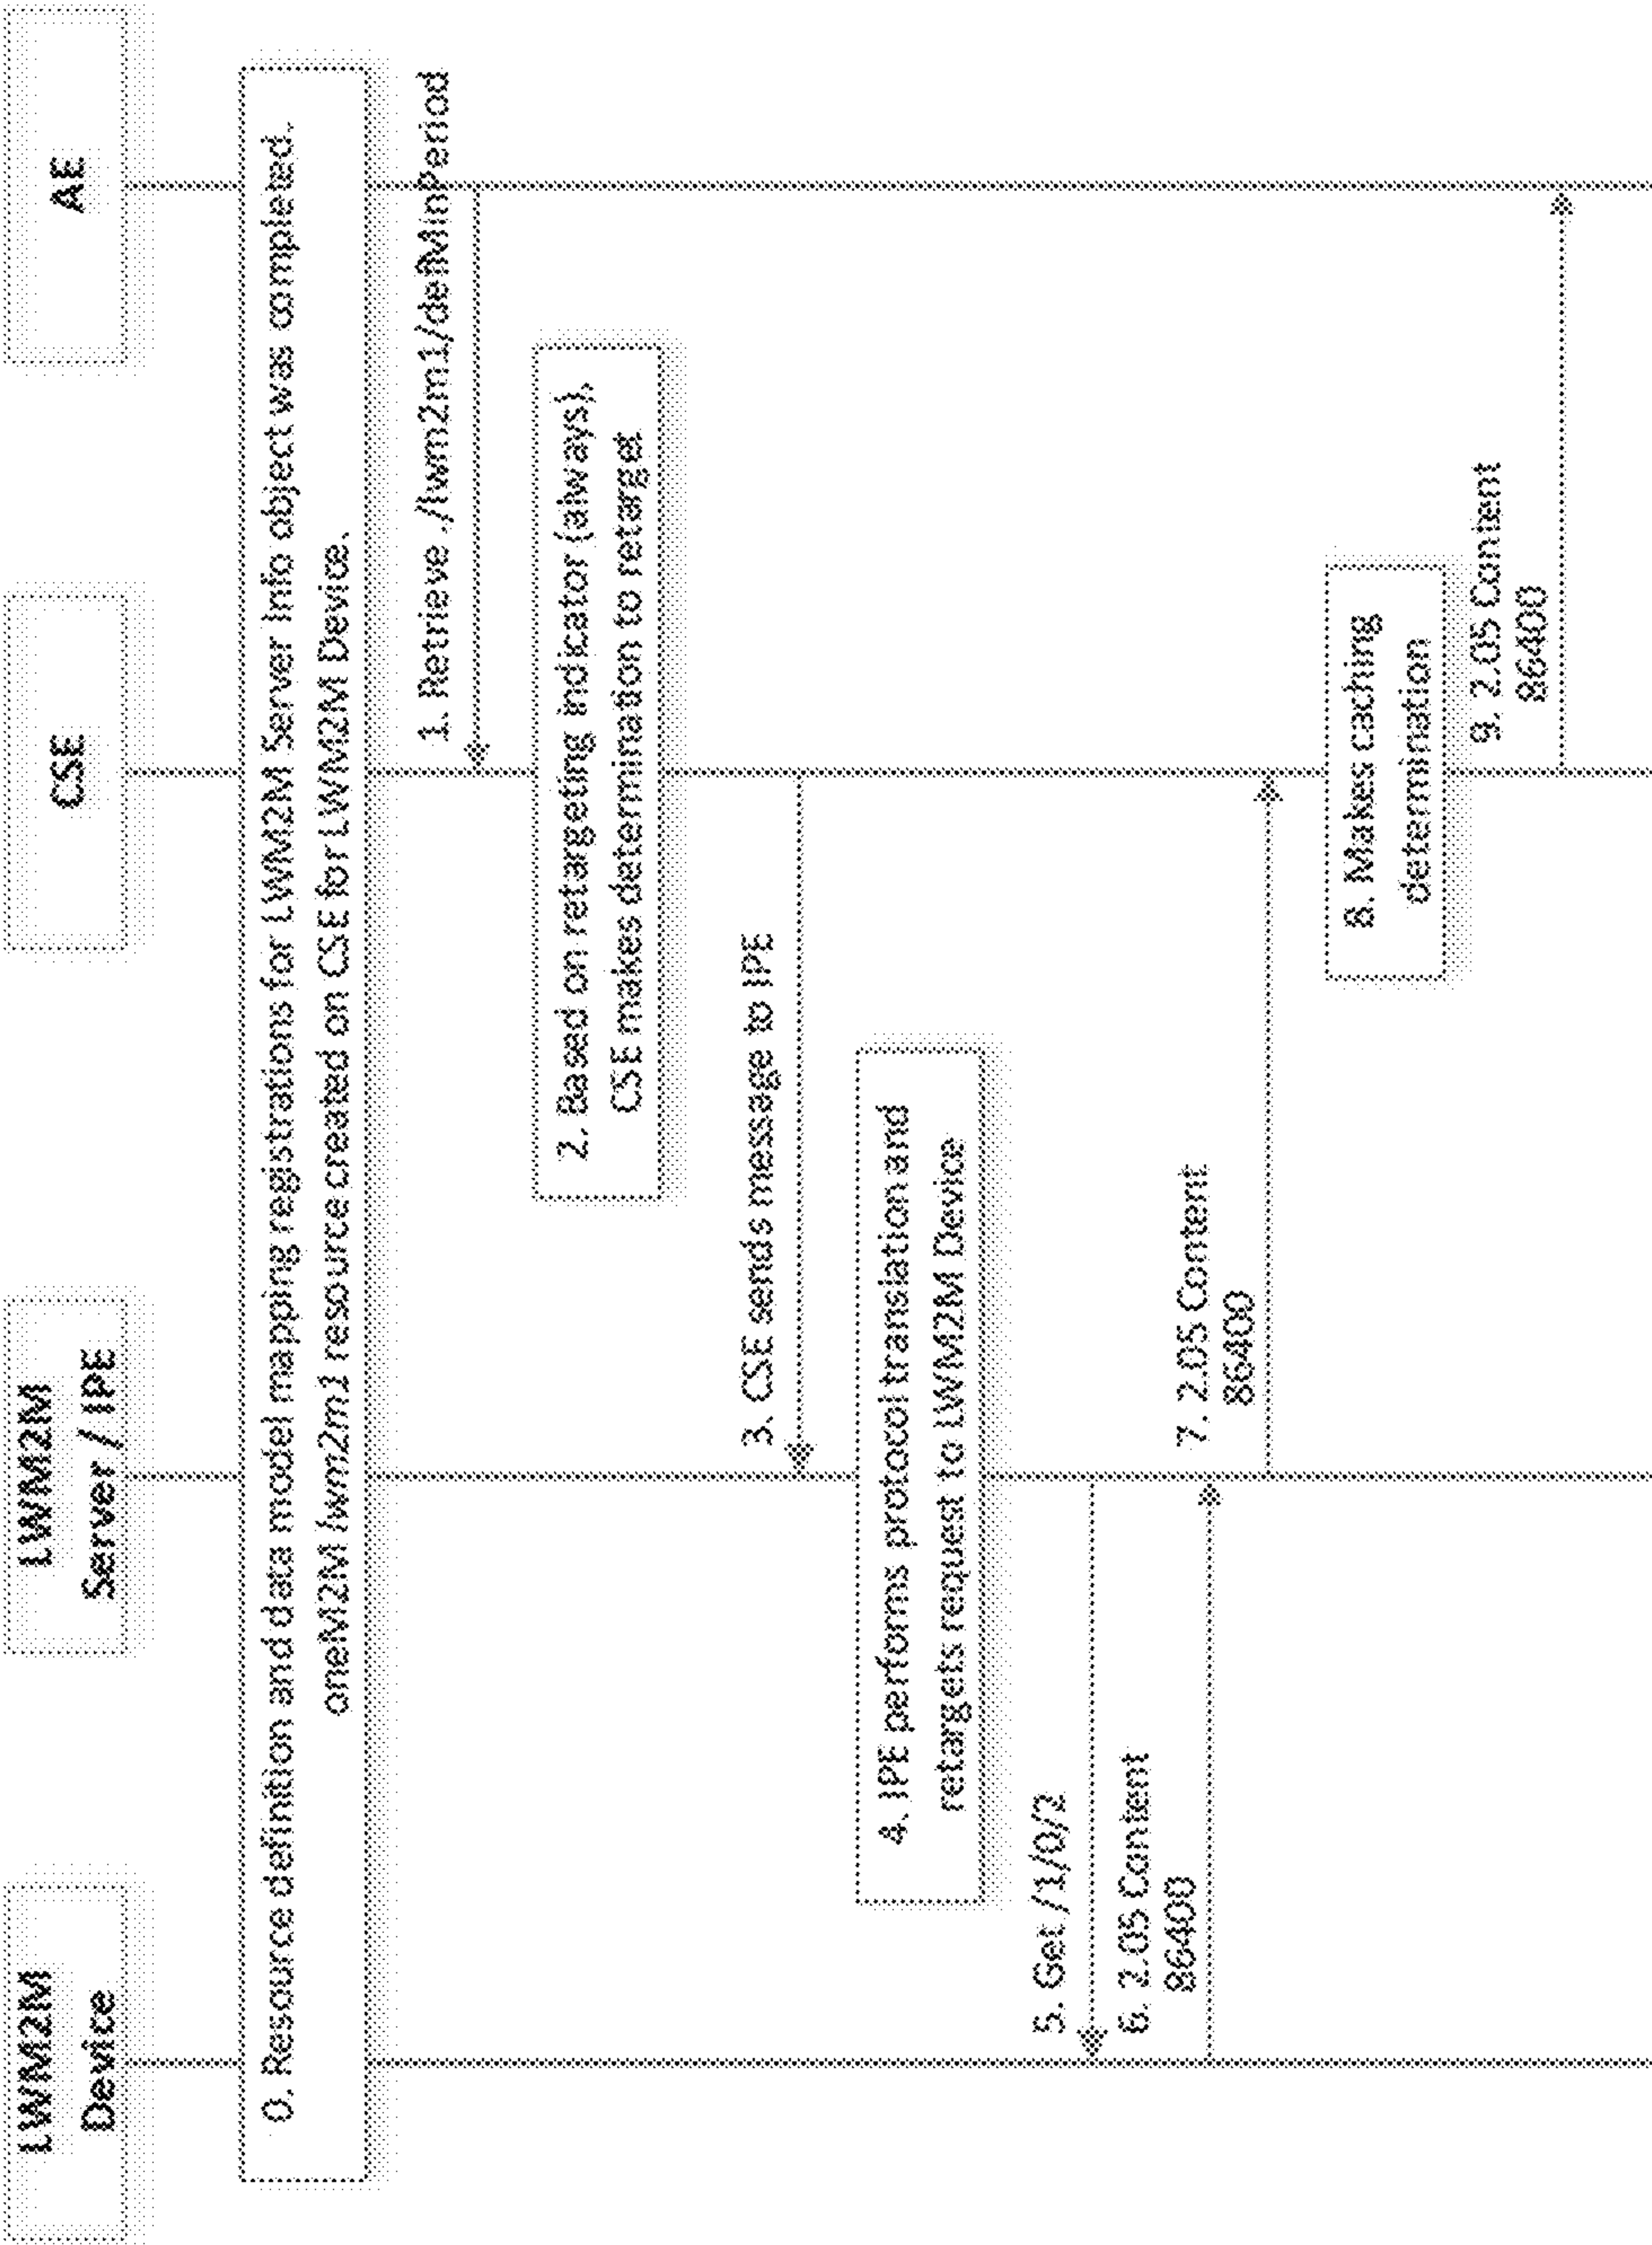 LWM2M
Device
LWM2M
Server / IPE
CSE
AE
0. Resource definition and data model mapping registrations for LWM2M Server Info object was completed.
oneM2M lwm2m1 resource created on CSE for LWM2M Device.
1. Retrieve ./lwm2m1/defMinPeriod
2. Based on retargeting indicator (always),
CSE makes determination to retarget
3. CSE sends message to IPE
4. IPE performs protocol translation and
retargets request to LWM2M Device
5. Get /1/0/2
6. 2.05 Content
86400
7. 2.05 Content
86400
8. Makes caching
determination
9. 2.05 Content
86400